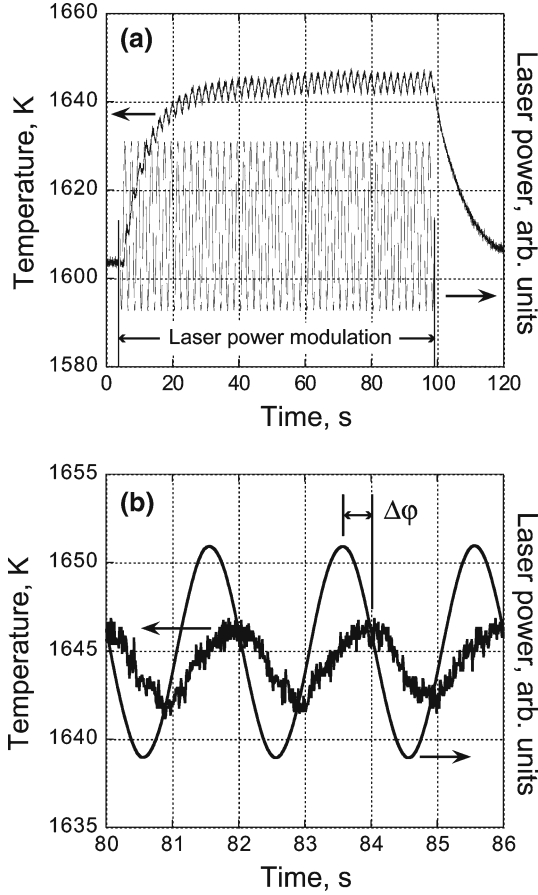 (a)
1660
1640
1620
1600
1580
Temperature, K
Laser power, arb. units
Laser power modulation
0
20
40
60
80
100
120
Time, s
(b)
Δφ
1655
1650
1645
1640
1635
Temperature, K
Laser power, arb. units
80
81
82
83
84
85
86
Time, s